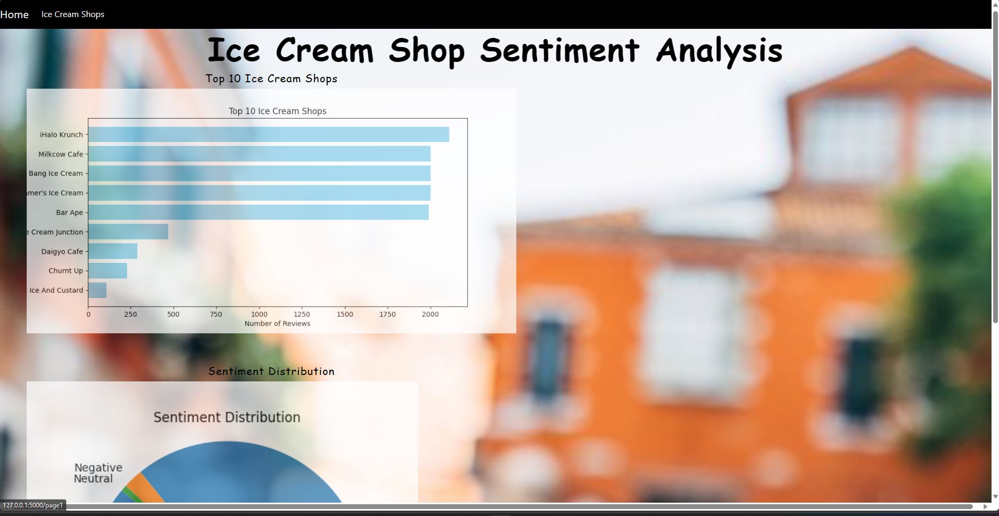 Home Ice Cream Shops
Ice Cream Shop Sentiment Analysis
Top 10 Ice Cream Shops
Top 10 Ice Cream Shops
iHalo Krunch
Milkcow Cafe
Bang Ice Cream
mer's Ice Cream
Bar Ape
e Cream Junction
Daigyo Cafe
Churnt Up
Ice And Custard
0 250 500 750 1000 1250 1500 1750 2000
Number of Reviews
Sentiment Distribution
Sentiment Distribution
Negative
Neutral
127.0.0.1:5000/page1